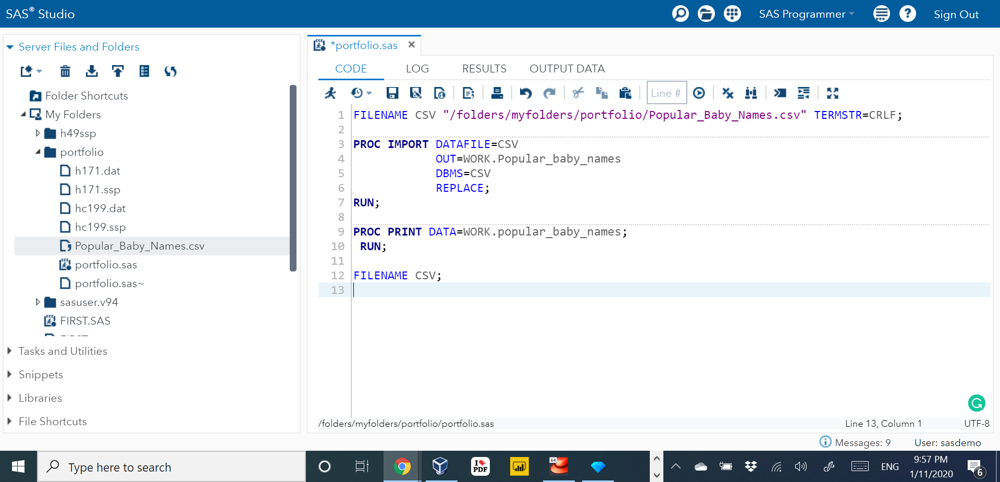 SAS® Studio
SAS Programmer
Sign Out
Server Files and Folders
Folder Shortcuts
My Folders
h49ssp
portfolio
h171.dat
h171.ssp
hc199.dat
hc199.ssp
Popular_Baby_Names.csv
portfolio.sas
portfolio.sas~
sasuser.v94
FIRST.SAS
Tasks and Utilities
Snippets
Libraries
File Shortcuts
*portfolio.sas
CODE LOG RESULTS OUTPUT DATA
Line #
1 FILENAME CSV "/folders/myfolders/portfolio/Popular_Baby_Names.csv" TERMSTR=CRLF;
2
3 PROC IMPORT DATAFILE=CSV
4 OUT=WORK.Popular_baby_names
5 DBMS=CSV
6 REPLACE;
7 RUN;
8
9 PROC PRINT DATA=WORK.popular_baby_names;
10 RUN;
11
12 FILENAME CSV;
13
/folders/myfolders/portfolio/portfolio.sas
Line 13, Column 1
UTF-8
Messages: 9
User: sasdemo
Type here to search
I PDF
64
ENG
9:57 PM
1/11/2020
6